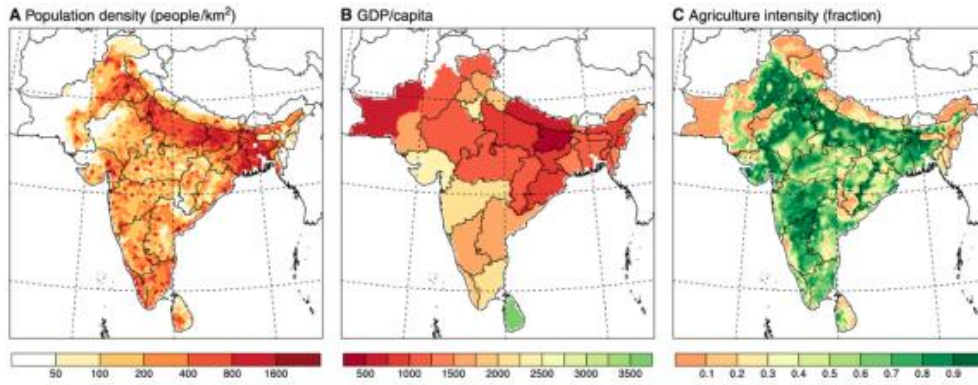 A Population density (people/km²)
B GDP/capita
C Agriculture intensity (fraction)
50 100 200 400 800 1600
500 1000 1500 2000 2500 3000 3500
0.1 0.2 0.3 0.4 0.5 0.6 0.7 0.8 0.9